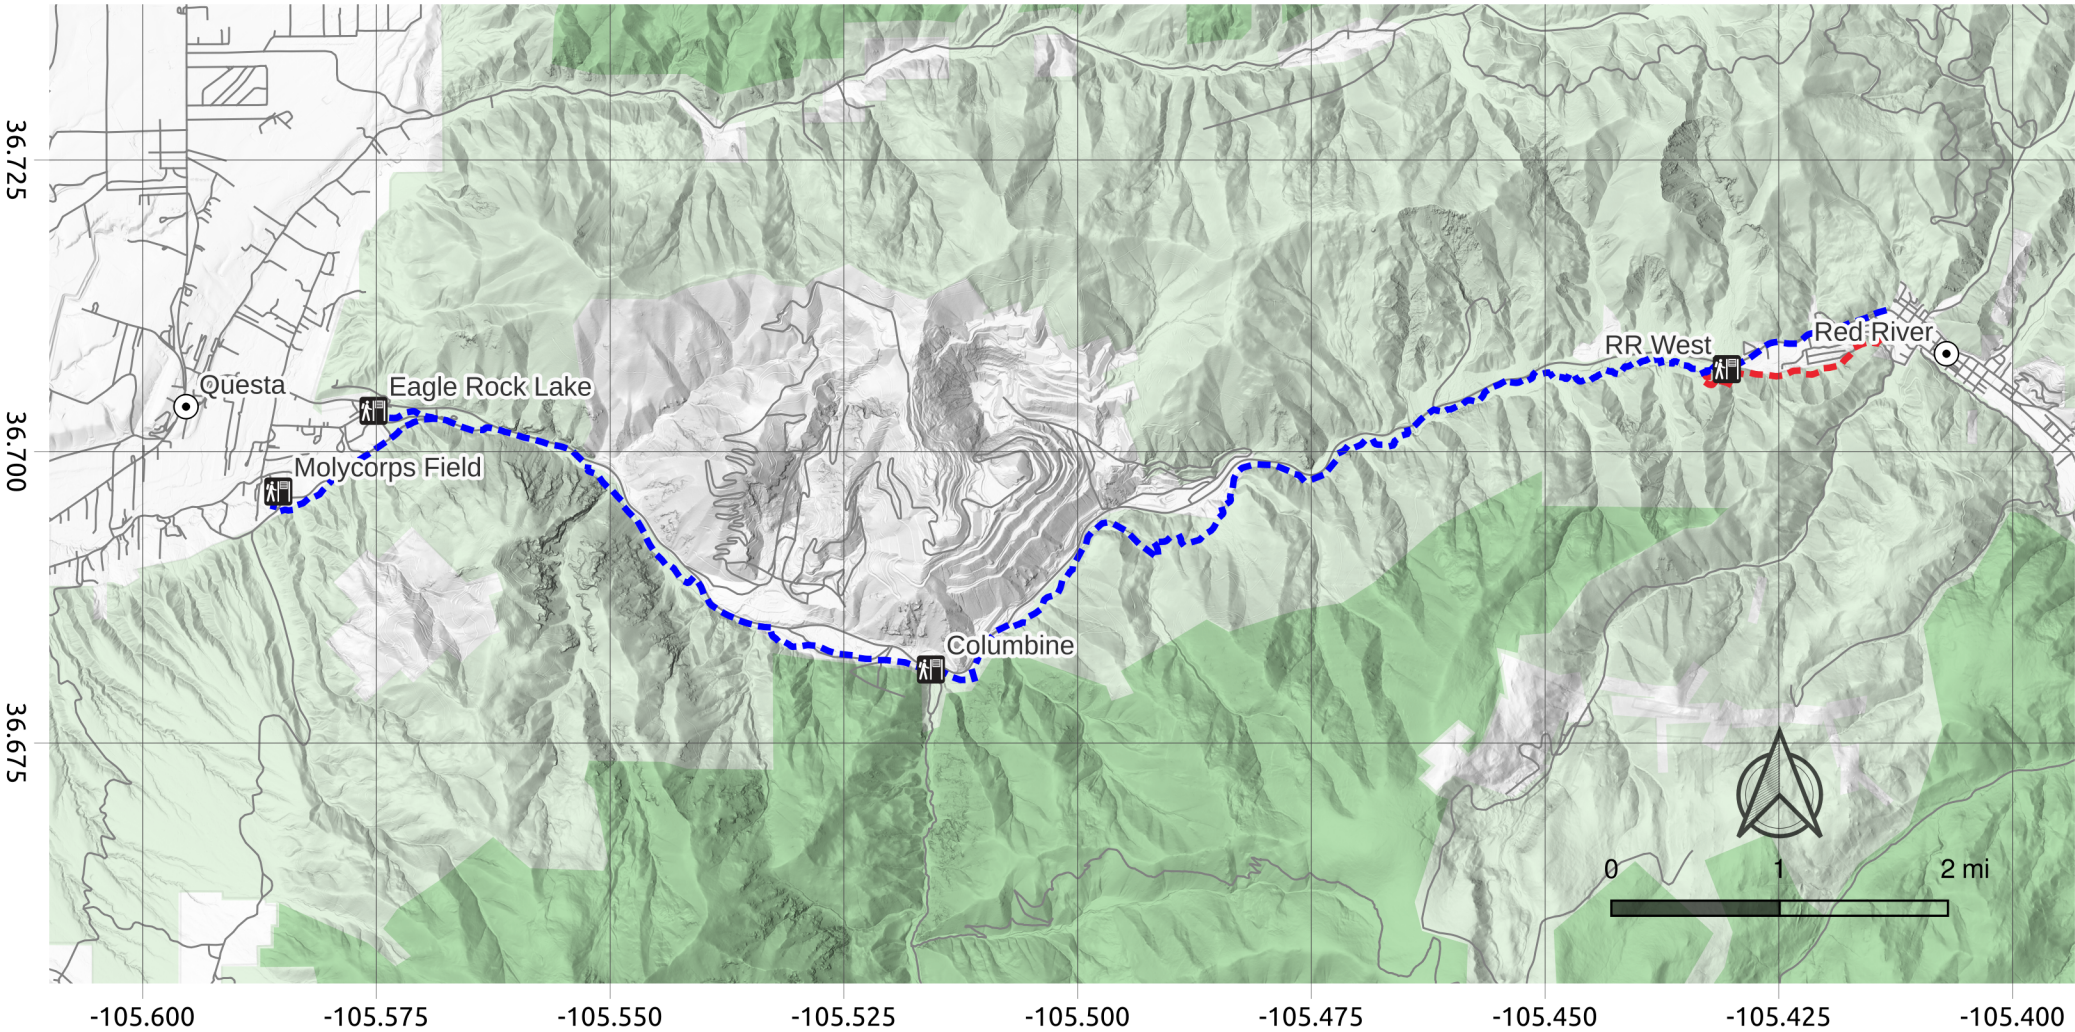 36.725
36.700
36.675
RR West
Red River
Questa
Eagle Rock Lake
Molycorps Field
Columbine
0 1 2 mi
-105.600 -105.575 -105.550 -105.525 -105.500 -105.475 -105.450 -105.425 -105.400